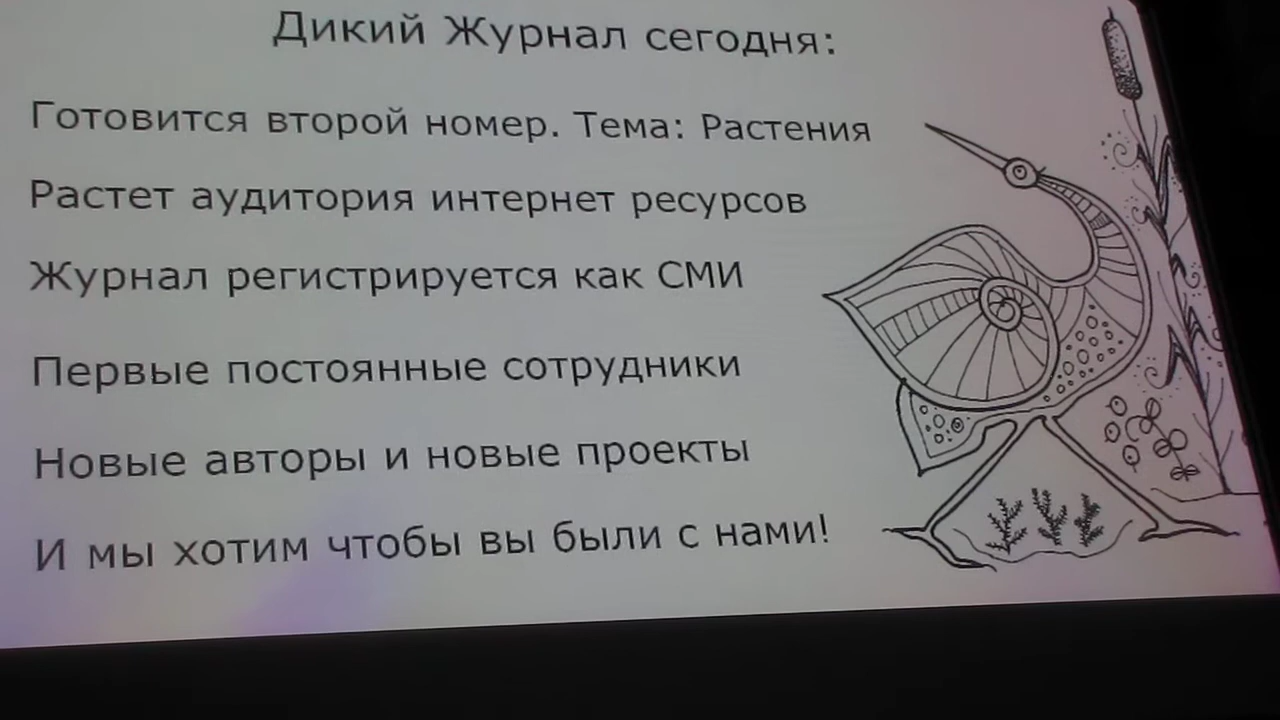 Дикий Журнал сегодня:
Готовится второй номер. Тема: Растения
Растет аудитория интернет ресурсов
Журнал регистрируется как СМИ
Первые постоянные сотрудники
Новые авторы и новые проекты
И мы хотим чтобы вы были с нами!